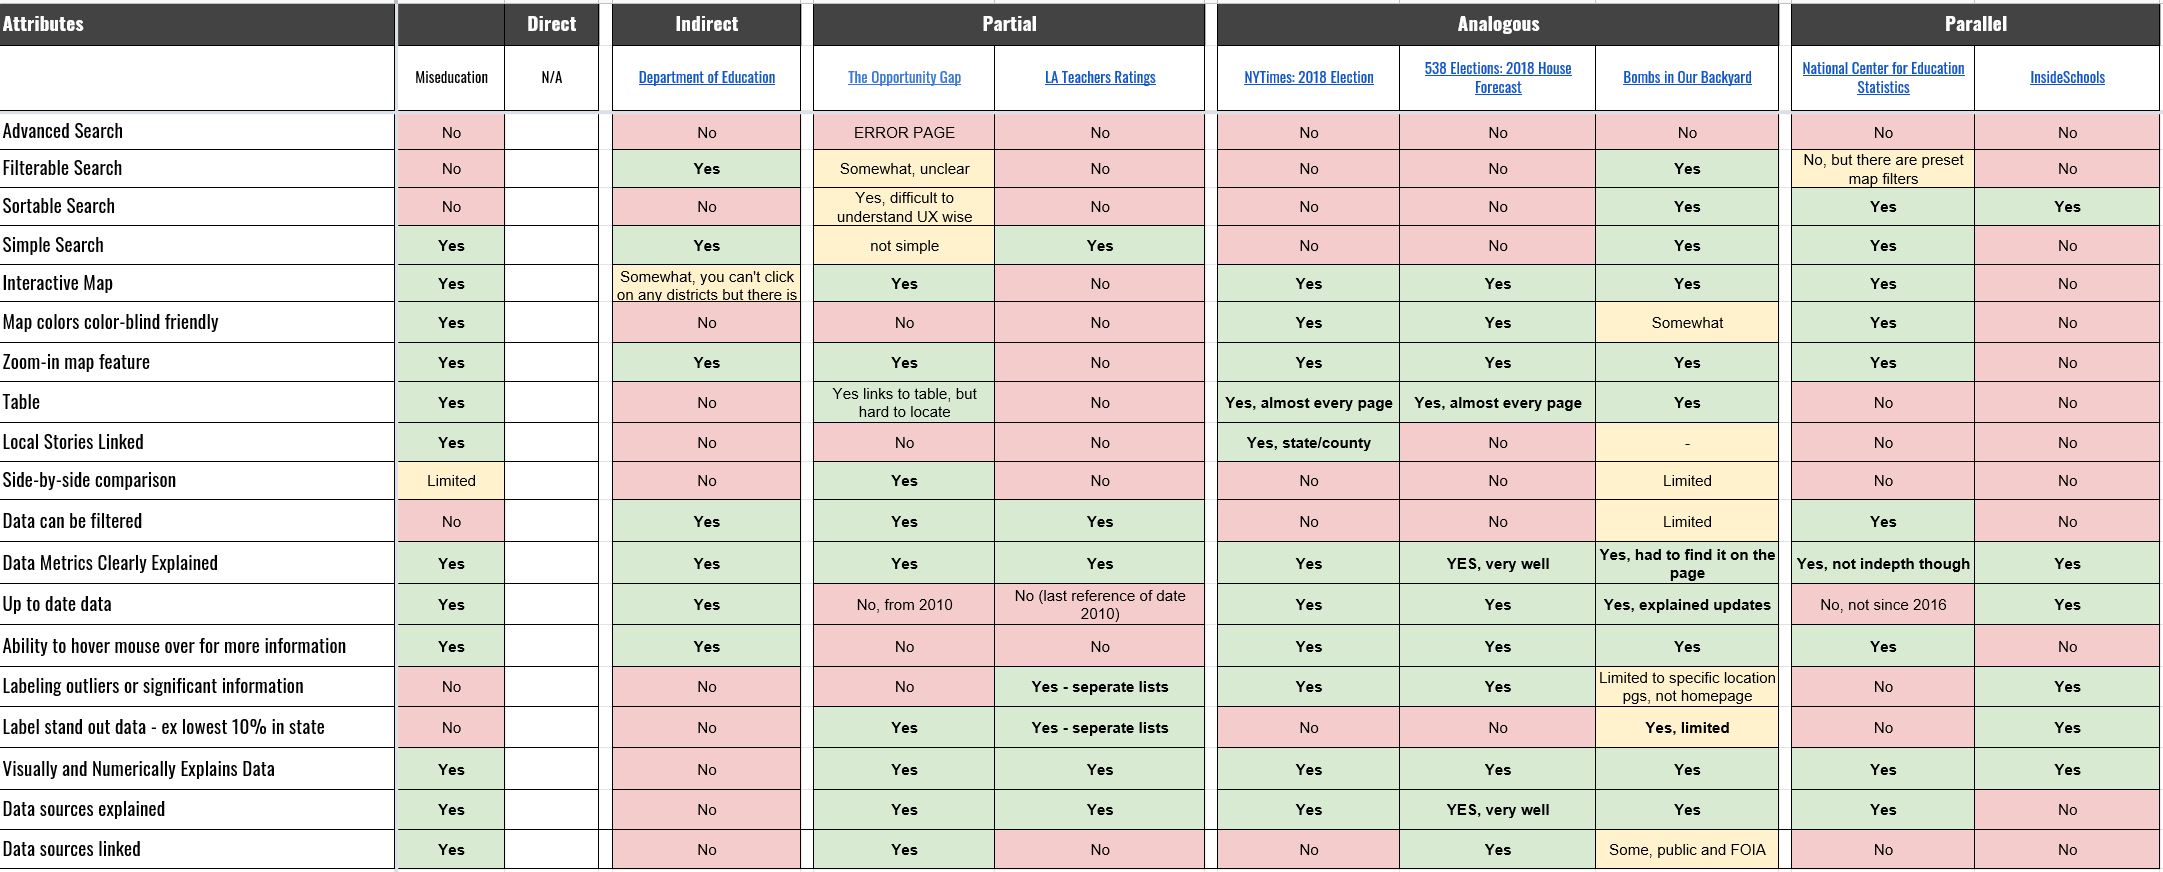 Attributes Direct Indirect Partial Analogous Parallel
Miseducation N/A Department of Education The Opportunity Gap LA Teachers Ratings NYTimes: 2018 Election 538 Elections: 2018 House Forecast Bombs in Our Backyard National Center for Education Statistics InsideSchools
Advanced Search No No ERROR PAGE No No No No No No
Filterable Search No Yes Somewhat, unclear No No No Yes No, but there are preset map filters No
Sortable Search No No Yes, difficult to understand UX wise No No No Yes Yes Yes
Simple Search Yes Yes not simple Yes No No Yes Yes No
Interactive Map Yes Somewhat, you can't click on any districts but there is Yes No Yes Yes Yes Yes No
Map colors color-blind friendly Yes No No No Yes Yes Somewhat Yes No
Zoom-in map feature Yes Yes Yes No Yes Yes Yes Yes No
Table Yes No Yes links to table, but hard to locate No Yes, almost every page Yes, almost every page Yes No No
Local Stories Linked Yes No No No Yes, state/county No - No No
Side-by-side comparison Limited No Yes No No No Limited No No
Data can be filtered No Yes Yes Yes No No Limited Yes No
Data Metrics Clearly Explained Yes Yes Yes Yes Yes YES, very well Yes, had to find it on the page Yes, not indepth though Yes
Up to date data Yes Yes No, from 2010 No (last reference of date 2010) Yes Yes Yes, explained updates No, not since 2016 Yes
Ability to hover mouse over for more information Yes Yes No No Yes Yes Yes Yes No
Labeling outliers or significant information No No No Yes - seperate lists Yes Yes Limited to specific location pgs, not homepage No Yes
Label stand out data - ex lowest 10% in state No No Yes Yes - seperate lists No No Yes, limited No Yes
Visually and Numerically Explains Data Yes No Yes Yes Yes Yes Yes Yes Yes
Data sources explained Yes No Yes Yes Yes YES, very well Yes Yes No
Data sources linked Yes No Yes No No Yes Some, public and FOIA No No